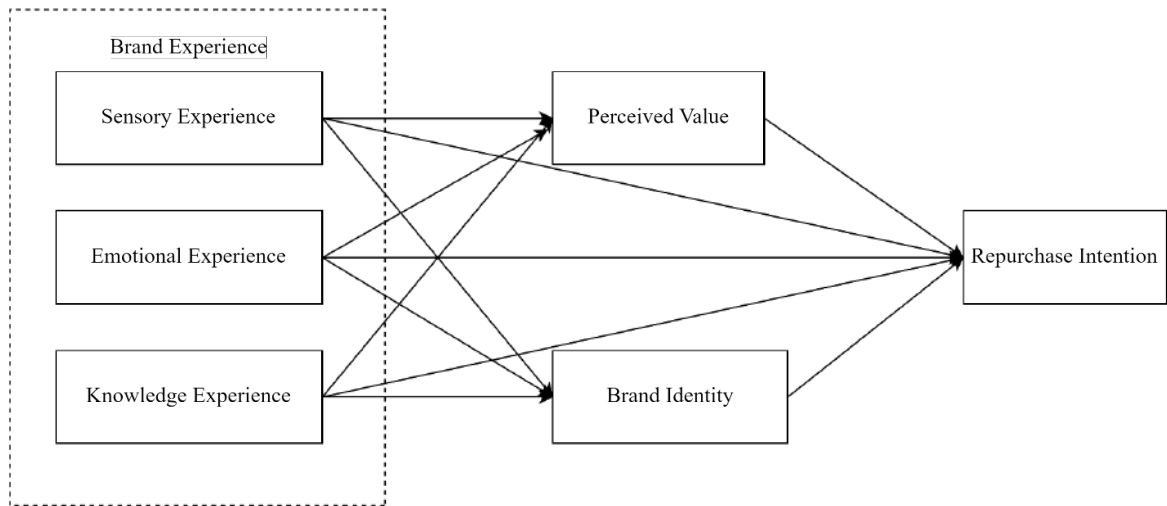 Brand Experience
Sensory Experience
Perceived Value
Emotional Experience
Repurchase Intention
Knowledge Experience
Brand Identity